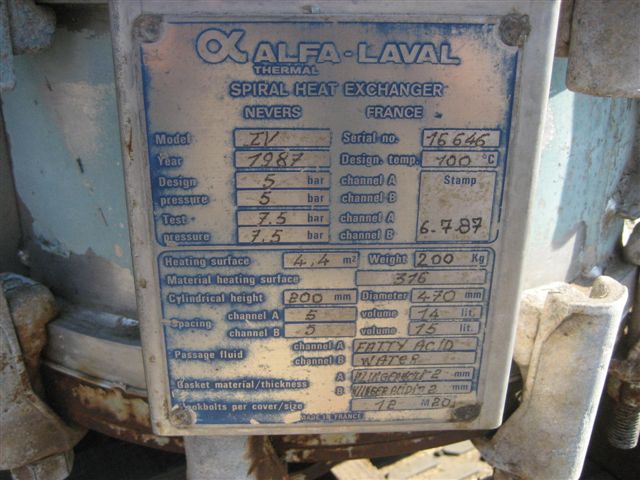 α ALFA-LAVAL
THERMAL
SPIRAL HEAT EXCHANGER
NEVERS FRANCE
Model IV Serial no. 16646
Year 1987 Design. temp. 100 °C
Design 5 bar channel A Stamp
pressure 5 bar channel B
Test 7.5 bar channel A
pressure 7.5 bar channel B 6.7.87
Heating surface 4,4 m² Weight 200 Kg
Material heating surface 316
Cylindrical height 800 mm Diameter 470 mm
Spacing channel A 5 volume 14 lit.
channel B 5 volume 15 lit.
Passage fluid channel A FATTY ACID
channel B WATER
Gasket material/thickness A 2 mm
B 2 mm
Hookbolts per cover/size 12 M20
MADE IN FRANCE